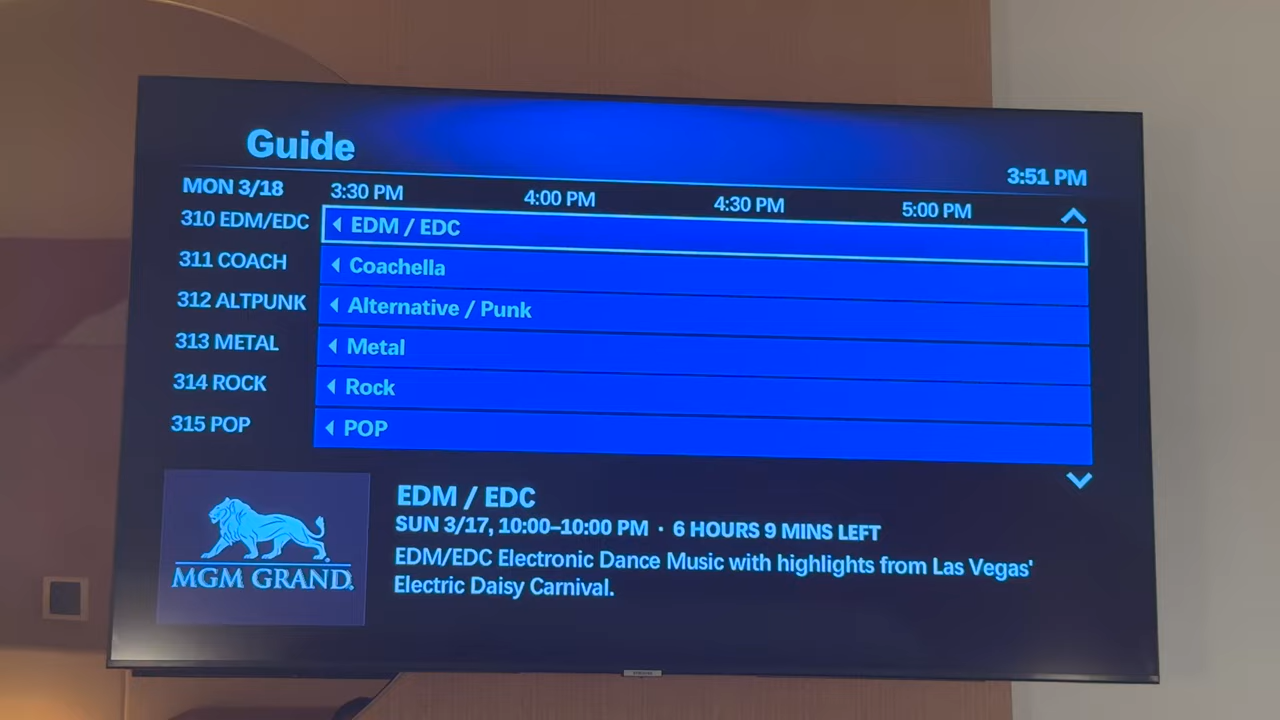 Guide
3:51 PM
MON 3/18 3:30 PM 4:00 PM 4:30 PM 5:00 PM
310 EDM/EDC EDM / EDC
311 COACH Coachella
312 ALTPUNK Alternative / Punk
313 METAL Metal
314 ROCK Rock
315 POP POP
EDM / EDC
SUN 3/17, 10:00–10:00 PM · 6 HOURS 9 MINS LEFT
EDM/EDC Electronic Dance Music with highlights from Las Vegas'
Electric Daisy Carnival.
MGM GRAND.
SAMSUNG